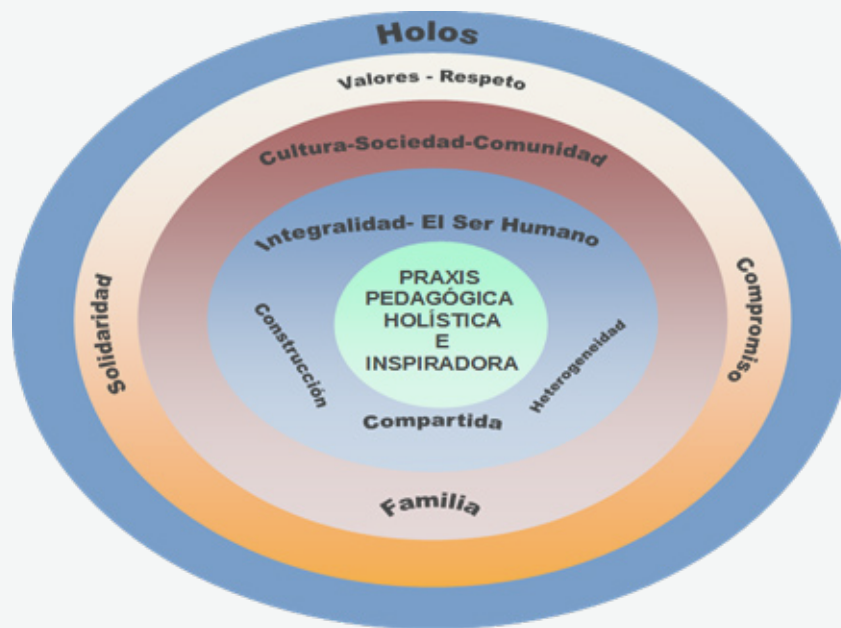 Holos
Valores - Respeto
Cultura-Sociedad-Comunidad
Integralidad- El Ser Humano
PRAXIS
PEDAGÓGICA
HOLÍSTICA
E
INSPIRADORA
Solidaridad
Construcción
Heterogeneidad
Compromiso
Compartida
Familia